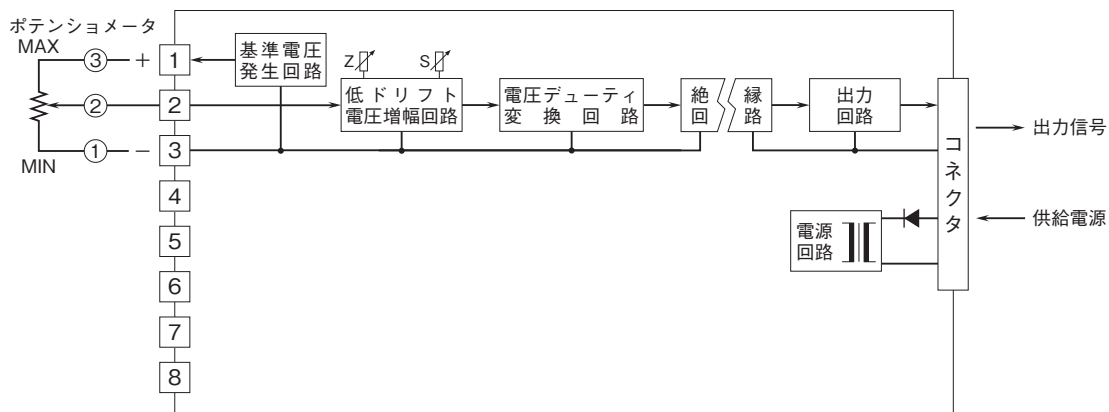 ポテンショメータ
MAX
③ +
1
基準電圧
発生回路
Z
S
②
2
低ドリフト
電圧増幅回路
電圧デューティ
変換回路
絶縁
回路
出力
回路
出力信号
① −
3
MIN
コネクタ
4
5
6
7
8
電源
回路
供給電源